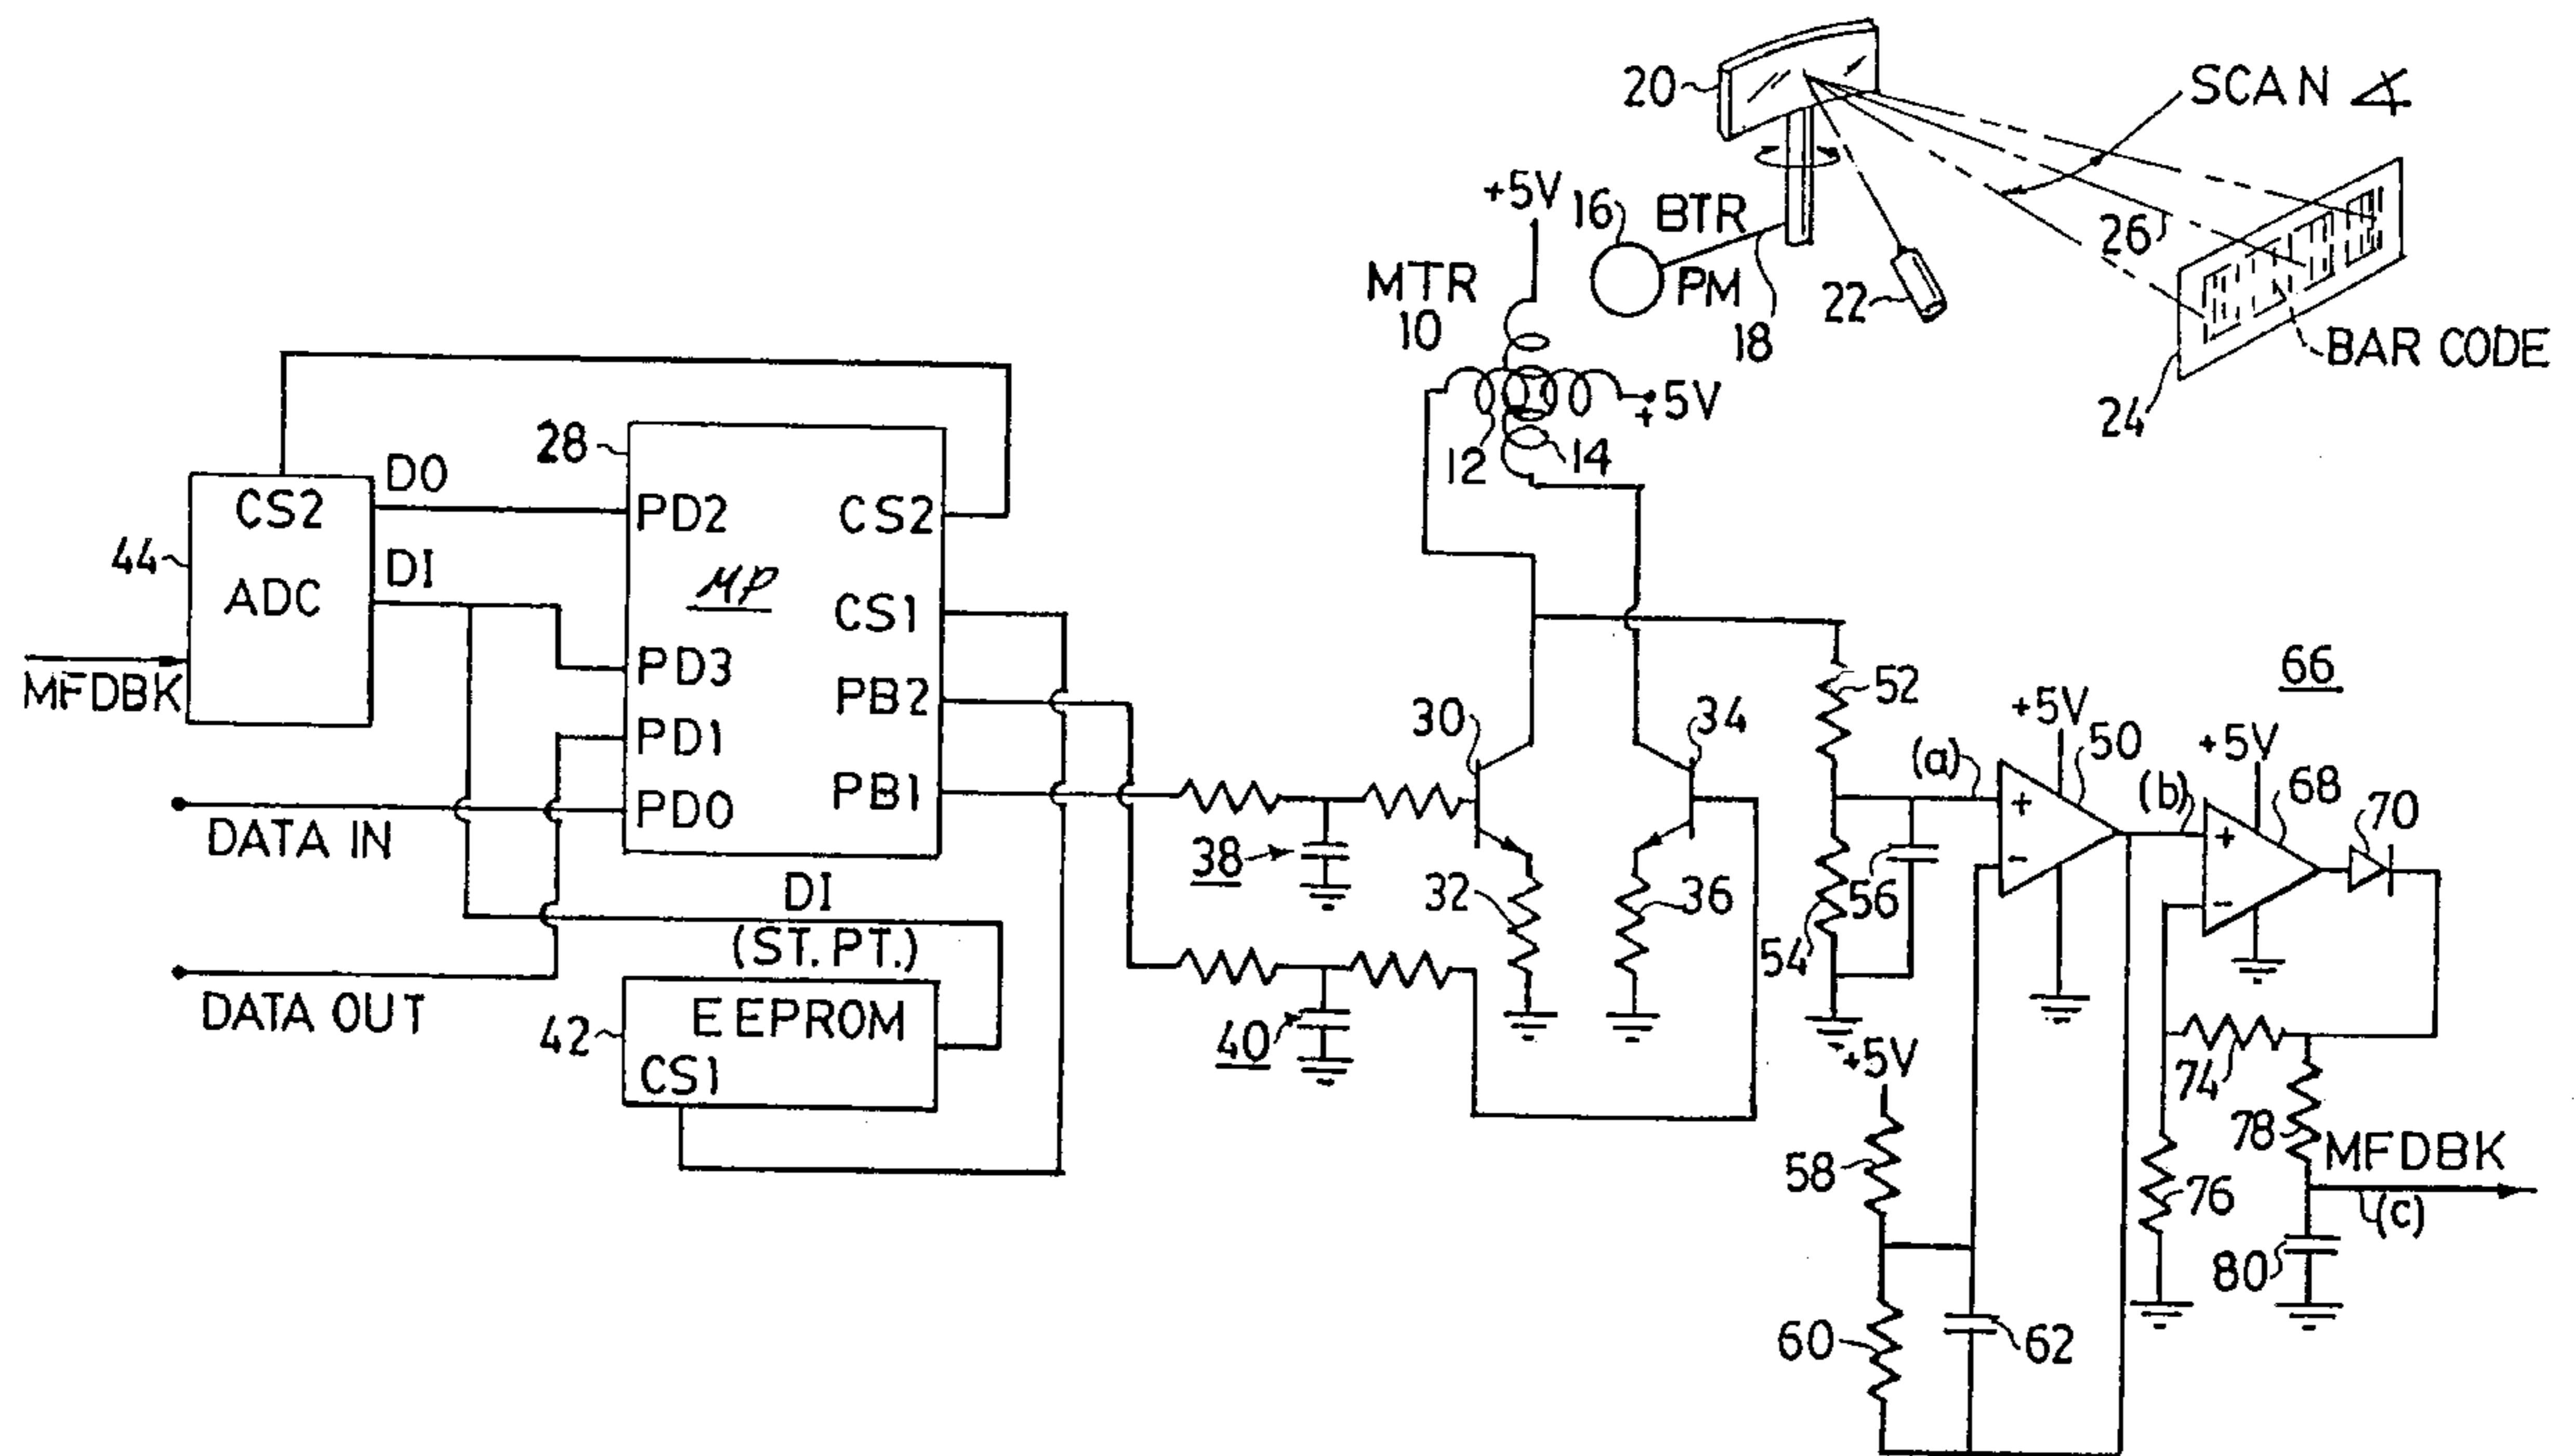 20
SCAN ∡
+5V
16
BTR
26
MTR
10
PM
18
22
BAR CODE
24
+5V
12
14
28
D0
PD2
CS2
CS2
44
DI
ADC
μP
CS1
PD3
MFDBK
PB2
PD1
PB1
PD0
DATA IN
DATA OUT
DI
(ST. PT.)
EEPROM
42
CS1
38
40
30
34
32
36
52
54
56
66
+5V
50
(a)
+5V
(b)
68
70
+5V
58
74
78
76
MFDBK
(c)
80
60
62